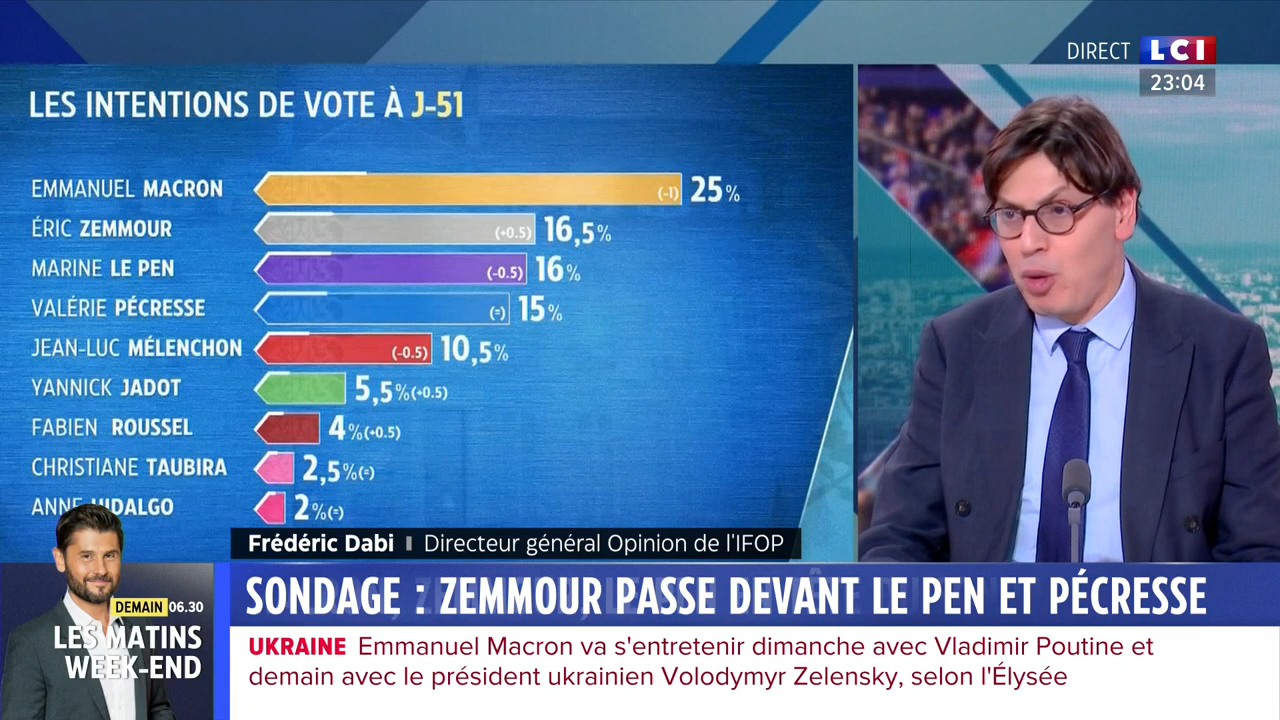 DIRECT LCI
23:04
LES INTENTIONS DE VOTE À J-51
EMMANUEL MACRON (-1) 25%
ÉRIC ZEMMOUR (+0.5) 16,5%
MARINE LE PEN (-0.5) 16%
VALÉRIE PÉCRESSE (=) 15%
JEAN-LUC MÉLENCHON (-0.5) 10,5%
YANNICK JADOT 5,5% (+0.5)
FABIEN ROUSSEL 4% (+0.5)
CHRISTIANE TAUBIRA 2,5% (=)
ANNE HIDALGO 2% (=)
Frédéric Dabi Directeur général Opinion de l'IFOP
SONDAGE : ZEMMOUR PASSE DEVANT LE PEN ET PÉCRESSE
UKRAINE Emmanuel Macron va s'entretenir dimanche avec Vladimir Poutine et
demain avec le président ukrainien Volodymyr Zelensky, selon l'Élysée
DEMAIN 06.30
LES MATINS
WEEK-END